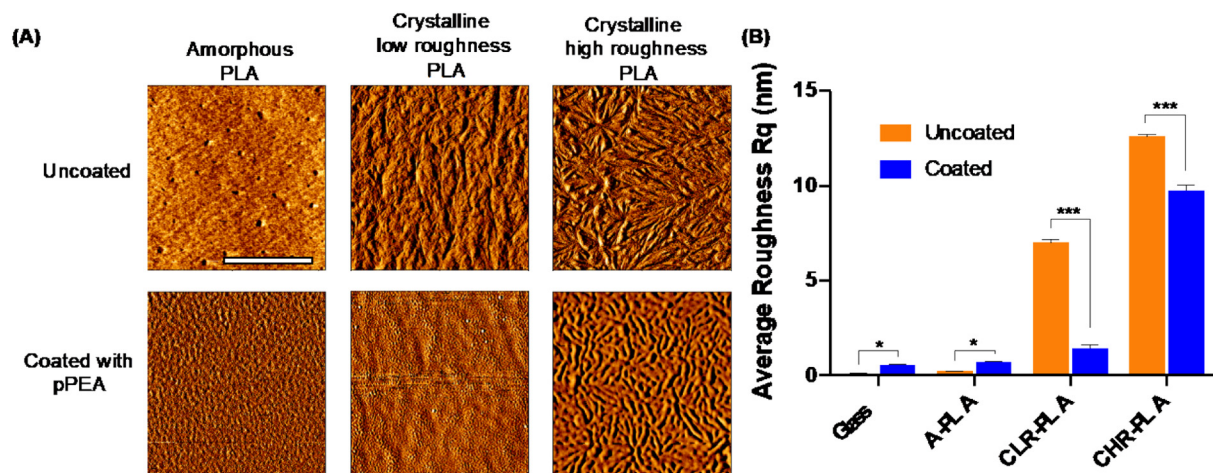 (A)
Amorphous
PLA
Crystalline
low roughness
PLA
Crystalline
high roughness
PLA
Uncoated
Coated with
pPEA
(B)
Average Roughness Rq (nm)
15
10
5
0
Uncoated
Coated
*
*
***
***
Glass
A-PLA
CLR-PLA
CHR-PLA